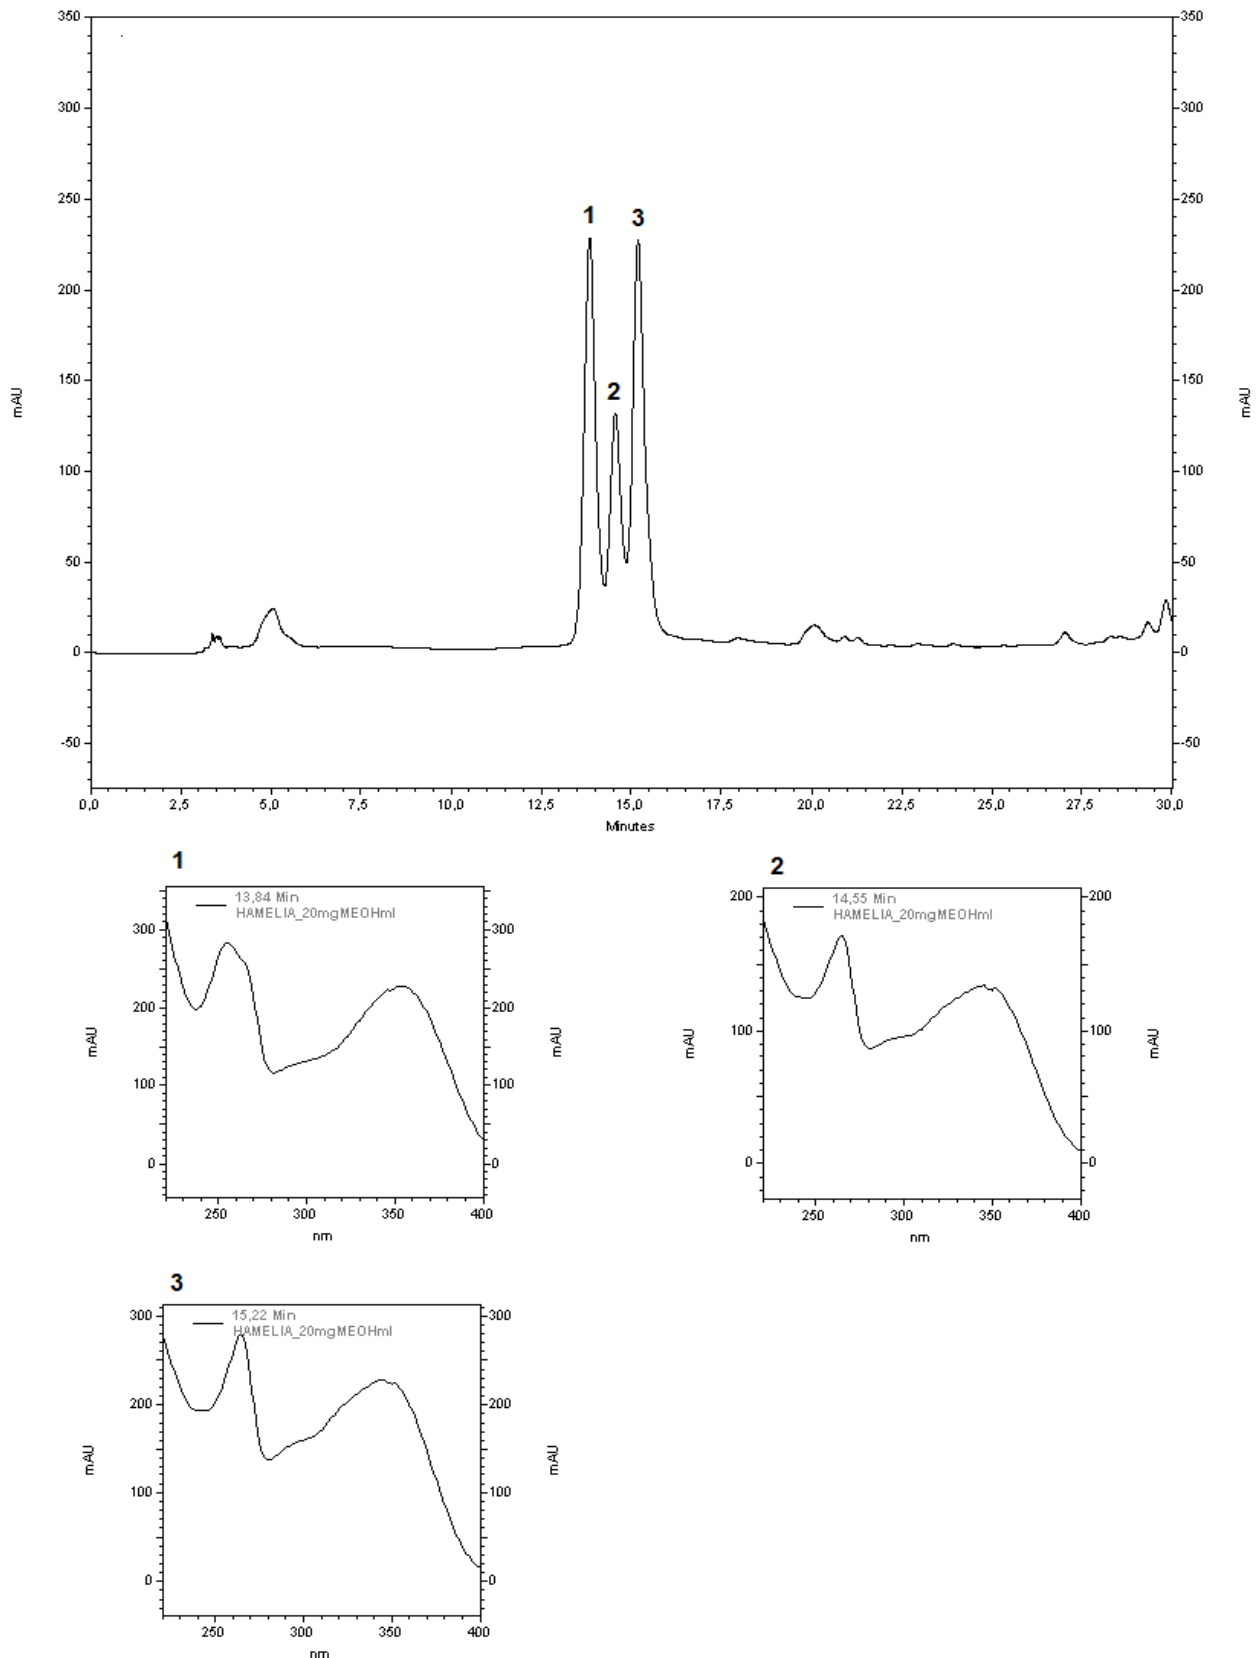 350
350
300
300
250
250
200
200
150
150
100
100
50
50
0
0
-50
-50
mAU
mAU
1
3
2
0,0 2,5 5,0 7,5 10,0 12,5 15,0 17,5 20,0 22,5 25,0 27,5 30,0
Minutes
1
13,84 Min
HAMELIA_20mgMEOHml
300 300
200 200
100 100
0 0
mAU mAU
250 300 350 400
nm
2
14,55 Min
HAMELIA_20mgMEOHml
200 200
100 100
0 0
mAU mAU
250 300 350 400
nm
3
15,22 Min
HAMELIA_20mgMEOHml
300 300
200 200
100 100
0 0
mAU mAU
250 300 350 400
nm